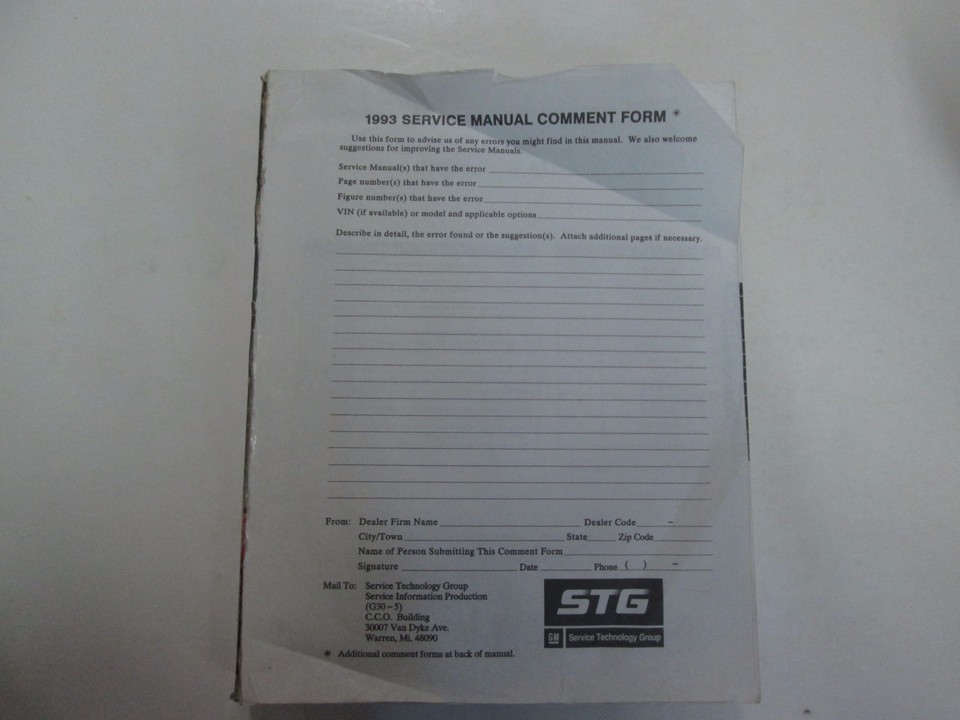 1993 SERVICE MANUAL COMMENT FORM *
Use this form to advise us of any errors you might find in this manual. We also welcome
suggestions for improving the Service Manuals.
Service Manual(s) that have the error
Page number(s) that have the error
Figure number(s) that have the error
VIN (if available) or model and applicable options
Describe in detail, the error found or the suggestion(s). Attach additional pages if necessary.
From: Dealer Firm Name Dealer Code –
City/Town State Zip Code
Name of Person Submitting This Comment Form
Signature Date Phone ( ) –
Mail To: Service Technology Group
Service Information Production
(G30–5)
C.C.O. Building
30007 Van Dyke Ave.
Warren, Mi. 48090
STG
GM Service Technology Group
* Additional comment forms at back of manual.